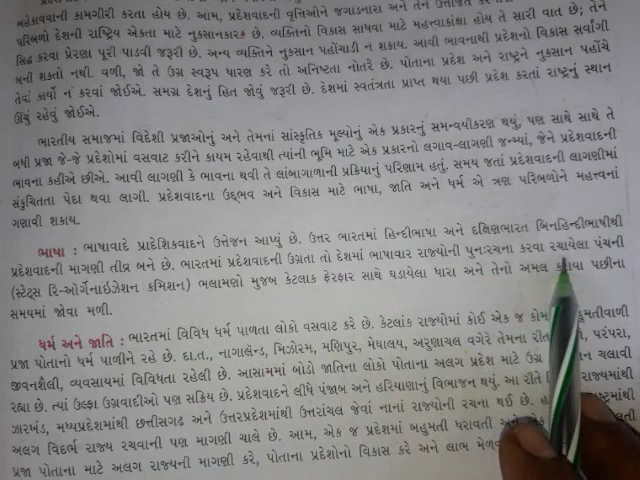 બહેકાવવાની કામગીરી કરતા હોય છે. આમ, પ્રદેશવાદની વૃત્તિઓને જગાડનારા અને તેને ઉત્તેજિત
પરિબળો દેશની રાષ્ટ્રિય એકતા માટે નુકસાનકારક છે. વ્યક્તિનો વિકાસ સાધવા માટે મહત્ત્વાકાંક્ષા હોય તે સારી વાત છે; તેને
સિદ્ધ કરવા પ્રેરણા પૂરી પાડવી જરૂરી છે. અન્ય વ્યક્તિને નુકસાન પહોંચાડી ન શકાય. આવી ભાવનાથી પ્રદેશનો વિકાસ સર્વાંગી
બની શકતો નથી. વળી, જો તે ઉગ્ર સ્વરૂપ ધારણ કરે તો અનિષ્ટતા નોતરે છે. પોતાના પ્રદેશ અને રાષ્ટ્રને નુકસાન પહોંચે
તેવાં કાર્યો ન કરવાં જોઈએ. સમગ્ર દેશનું હિત જોવું જરૂરી છે. દેશમાં સ્વતંત્રતા પ્રાપ્ત થયા પછી પ્રદેશ કરતાં રાષ્ટ્રનું સ્થાન
ઊંચું રહેવું જોઈએ.
ભારતીય સમાજમાં વિદેશી પ્રજાઓનું અને તેમનાં સાંસ્કૃતિક મૂલ્યોનું એક પ્રકારનું સમન્વયીકરણ થયું, પણ સાથે સાથે તે
બધી પ્રજા જે-જે પ્રદેશોમાં વસવાટ કરીને કાયમ રહેવાથી ત્યાંની ભૂમિ માટે એક પ્રકારનો લગાવ-લાગણી જન્માં, જેને પ્રદેશવાદની
ભાવના કહીએ છીએ. આવી લાગણી કે ભાવના થવી તે લાંબાગાળાની પ્રક્રિયાનું પરિણામ હતું, સમય જતાં પ્રદેશવાદની લાગણીમાં
સંકુચિતતા પેદા થવા લાગી. પ્રદેશવાદના ઉદ્ભવ અને વિકાસ માટે ભાષા, જાતિ અને ધર્મ એ ત્રણ પરિબળોને મહત્ત્વનાં
ગણાવી શકાય.
ભાષા : ભાષાવાદે પ્રાદેશિકવાદને ઉત્તેજન આપ્યું છે. ઉત્તર ભારતમાં હિન્દીભાષા અને દક્ષિણભારત બિનહિન્દીભાષીથી
પ્રદેશવાદની માગણી તીવ્ર બને છે. ભારતમાં પ્રદેશવાદની ઉગ્રતા તો દેશમાં ભાષાવાર રાજ્યોની પુનઃરચના કરવા રચાયેલા પંચની
(સ્ટેટ્સ રિ-ઓર્ગેનાઇઝેશન કમિશન) ભલામણો મુજબ કેટલાક ફેરફાર સાથે ઘડાયેલા ધારા અને તેનો અમલ કરાયા પછીના
સમયમાં જોવા મળી.
ધર્મ અને જાતિ : ભારતમાં વિવિધ ધર્મ પાળતા લોકો વસવાટ કરે છે. કેટલાંક રાજ્યોમાં કોઈ એક જ
પ્રજા પોતાનો ધર્મ પાળીને રહે છે. દા.ત., નાગાલેન્ડ, મિઝોરમ, મણિપુર, મેઘાલય, અરુણાચલ વગેરે તેમના પરંપરા,
જીવનશૈલી, વ્યવસાયમાં વિવિધતા રહેલી છે. આસામમાં બોડો જાતિના લોકો પોતાના અલગ પ્રદેશ માટે ઉગ્ર ચલાવી
રહ્યા છે. ત્યાં ઉલ્ફા ઉગ્રવાદીઓ પણ સક્રિય છે. પ્રદેશવાદને લીધે પંજાબ અને હરિયાણાનું વિભાજન થયું. આ રીતે રાજ્યમાંથી
ઝારખંડ, મધ્યપ્રદેશમાંથી છત્તીસગઢ અને ઉત્તરપ્રદેશમાંથી ઉત્તરાંચલ જેવાં નાનાં રાજ્યોની રચના થઈ છે.
અલગ વિદર્ભ રાજ્ય રચવાની પણ માગણી ચાલે છે. આમ, એક જ પ્રદેશમાં બહુમતી ધરાવતી
પ્રજા પોતાના માટે અલગ રાજ્યની માગણી કરે, પોતાના પ્રદેશોનો વિકાસ કરે અને લાભ